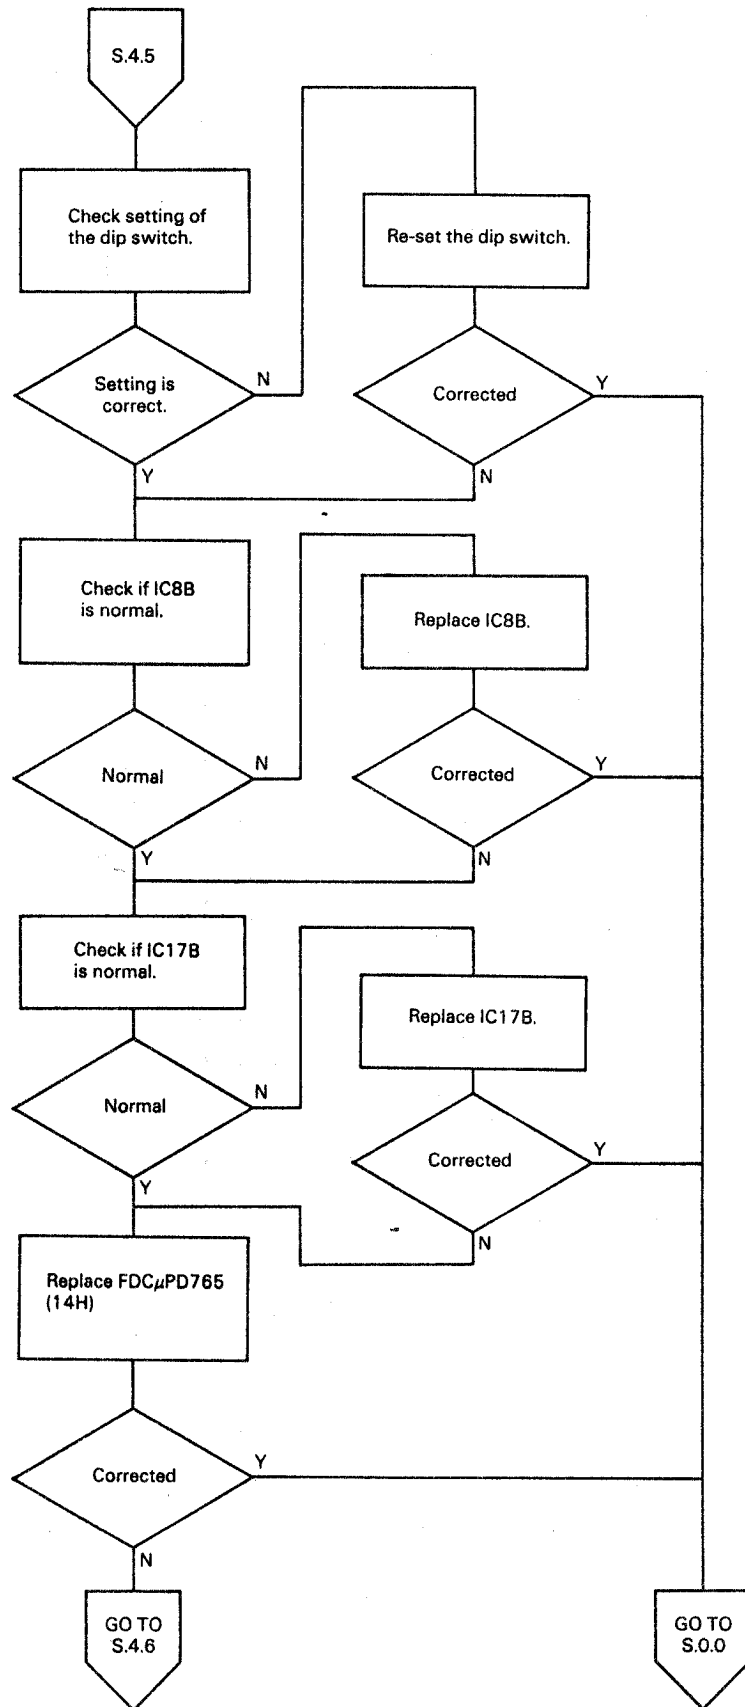 S.4.5
Check setting of
the dip switch.
Re-set the dip switch.
Setting is
correct.
N
Y
Corrected
Y
N
Check if IC8B
is normal.
Replace IC8B.
Normal
N
Y
Corrected
Y
N
Check if IC17B
is normal.
Replace IC17B.
Normal
N
Y
Corrected
Y
N
Replace FDCμPD765
(14H)
Corrected
Y
N
GO TO
S.4.6
GO TO
S.0.0